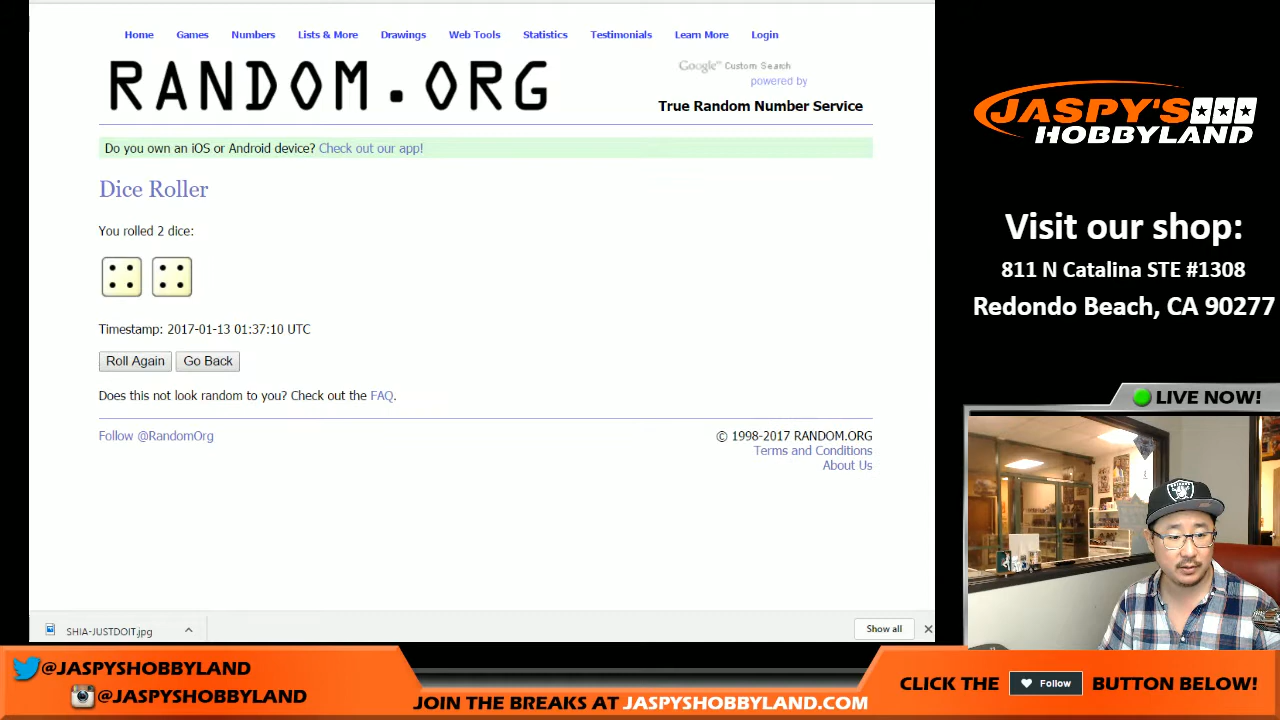 Home Games Numbers Lists & More Drawings Web Tools Statistics Testimonials Learn More Login
RANDOM.ORG
Google™ Custom Search
powered by
True Random Number Service
Do you own an iOS or Android device? Check out our app!
Dice Roller
You rolled 2 dice:
Timestamp: 2017-01-13 01:37:10 UTC
Roll Again Go Back
Does this not look random to you? Check out the FAQ.
Follow @RandomOrg
© 1998-2017 RANDOM.ORG
Terms and Conditions
About Us
SHIA-JUSTDOIT.jpg
Show all
JASPY'S
HOBBYLAND
Visit our shop:
811 N Catalina STE #1308
Redondo Beach, CA 90277
LIVE NOW!
@JASPYSHOBBYLAND
@JASPYSHOBBYLAND
JOIN THE BREAKS AT JASPYSHOBBYLAND.COM
CLICK THE Follow BUTTON BELOW!